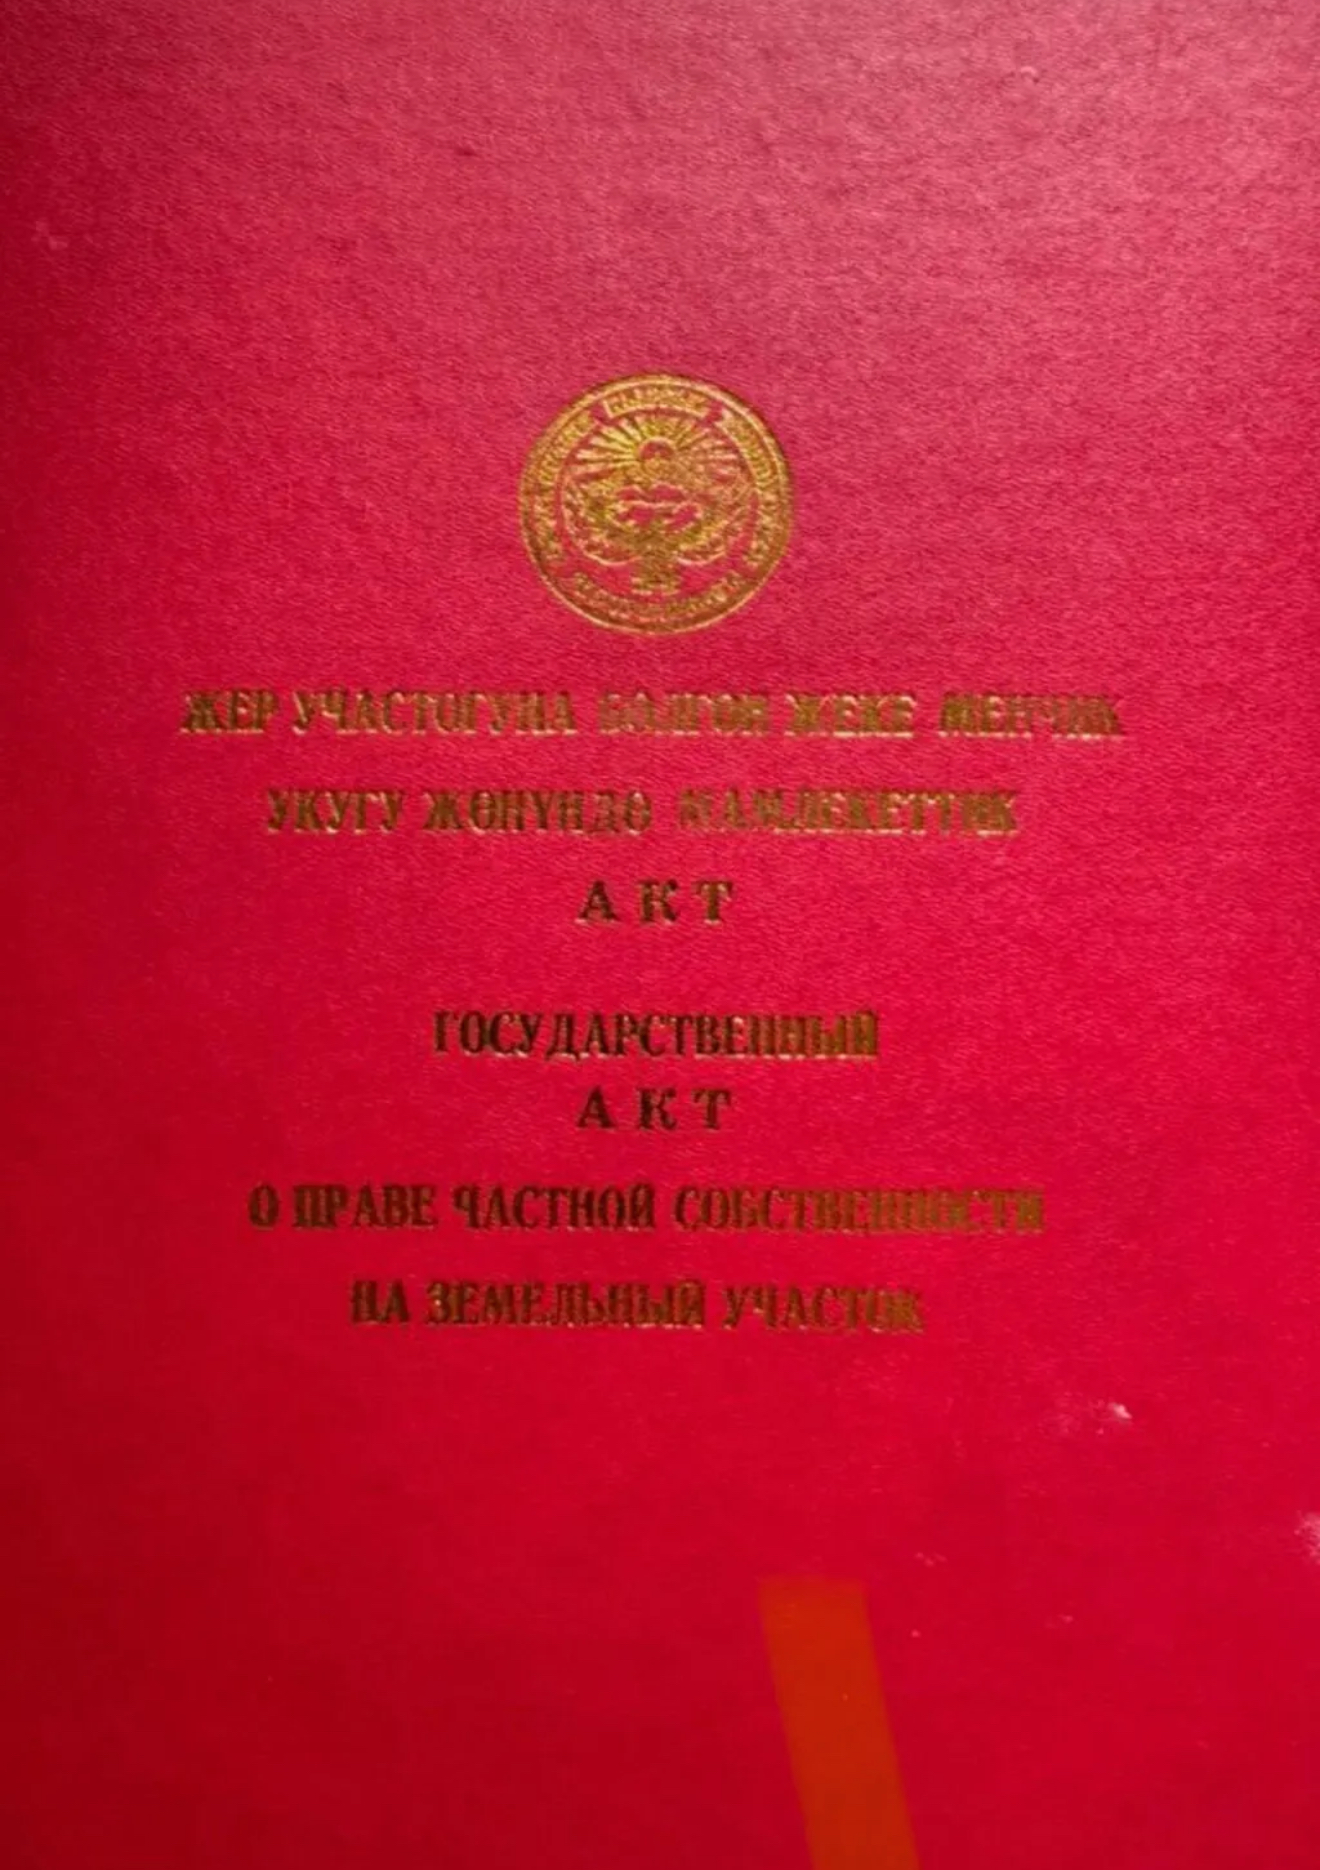 ЖЕР УЧАСТОГУНА БОЛГОН ЖЕКЕ МЕНЧИК
УКУГУ ЖӨНҮНДӨ МАМЛЕКЕТТИК
АКТ
ГОСУДАРСТВЕННЫЙ
АКТ
О ПРАВЕ ЧАСТНОЙ СОБСТВЕННОСТИ
НА ЗЕМЕЛЬНЫЙ УЧАСТОК